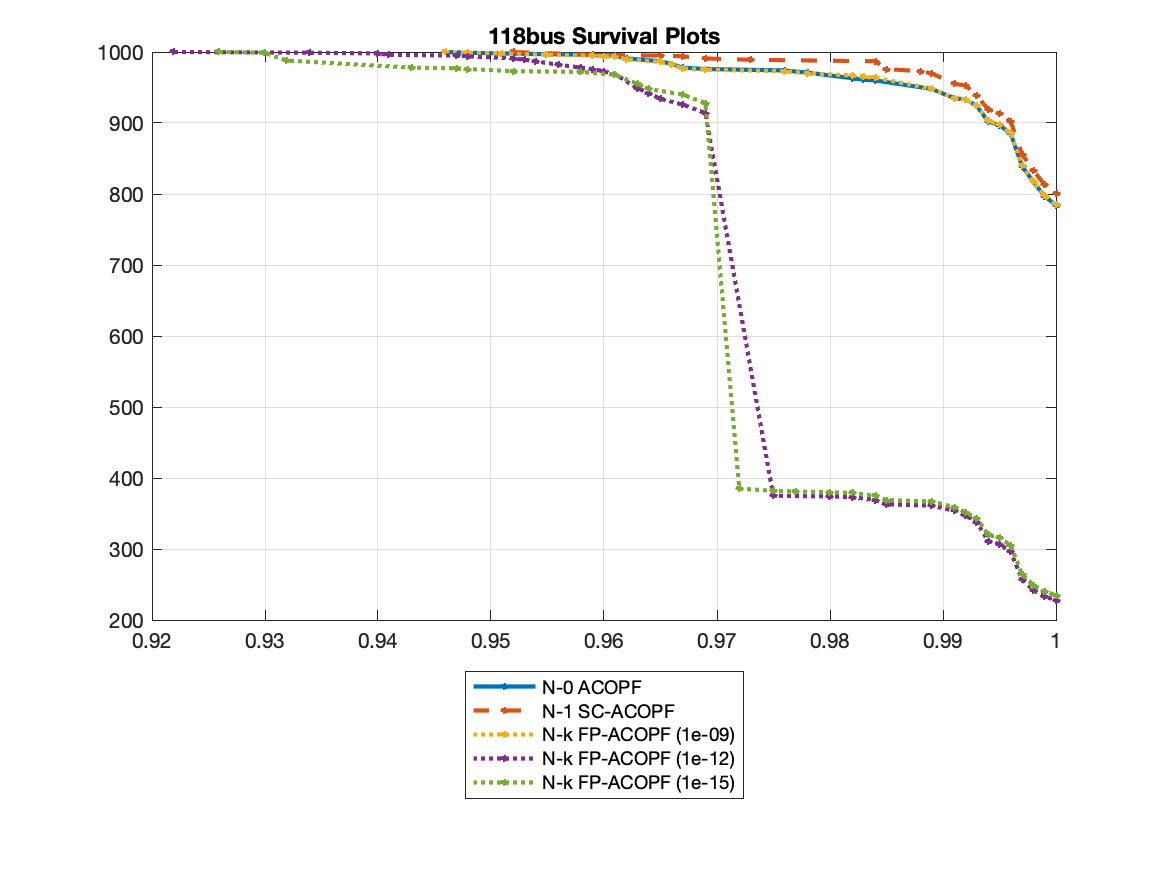 118bus Survival Plots
1000
900
800
700
600
500
400
300
200
0.92 0.93 0.94 0.95 0.96 0.97 0.98 0.99 1
N-0 ACOPF
N-1 SC-ACOPF
N-k FP-ACOPF (1e-09)
N-k FP-ACOPF (1e-12)
N-k FP-ACOPF (1e-15)